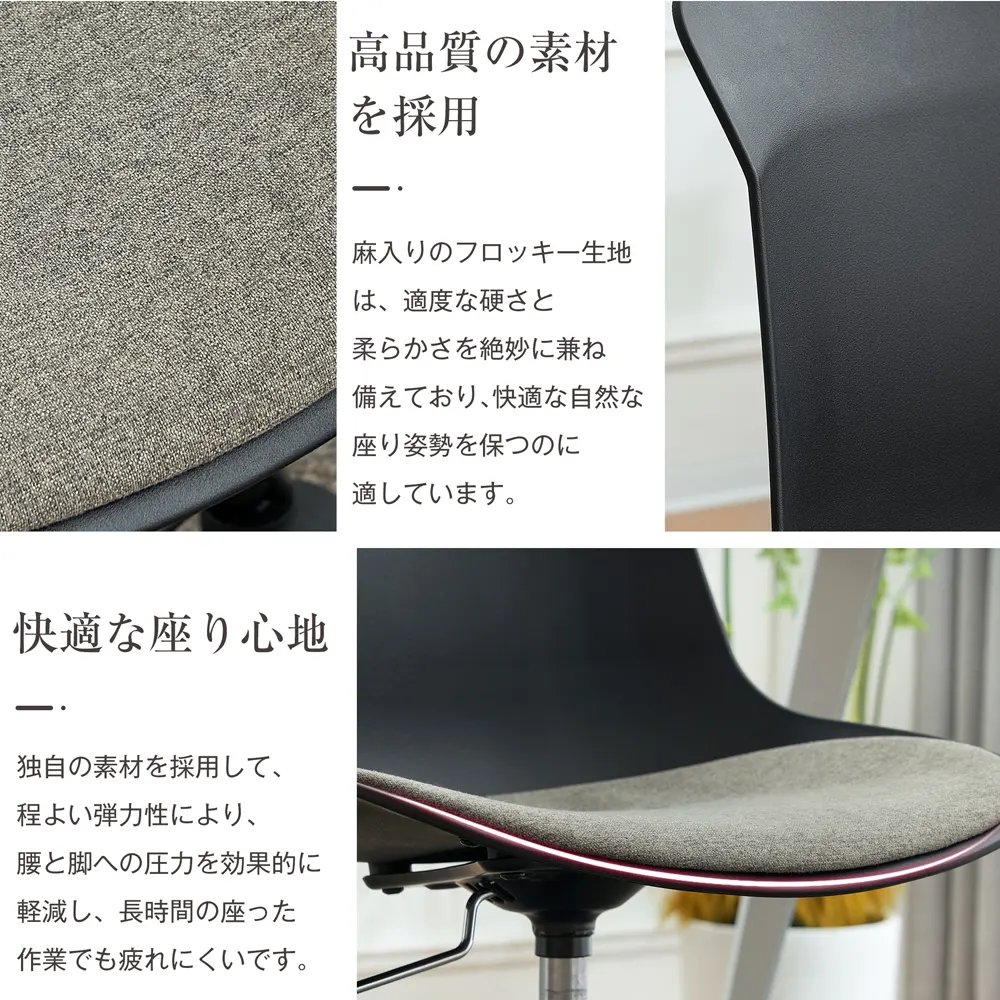 高品質の素材
を採用
麻入りのフロッキー生地
は、適度な硬さと
柔らかさを絶妙に兼ね
備えており、快適な自然な
座り姿勢を保つのに
適しています。
快適な座り心地
独自の素材を採用して、
程よい弾力性により、
腰と脚への圧力を効果的に
軽減し、長時間の座った
作業でも疲れにくいです。